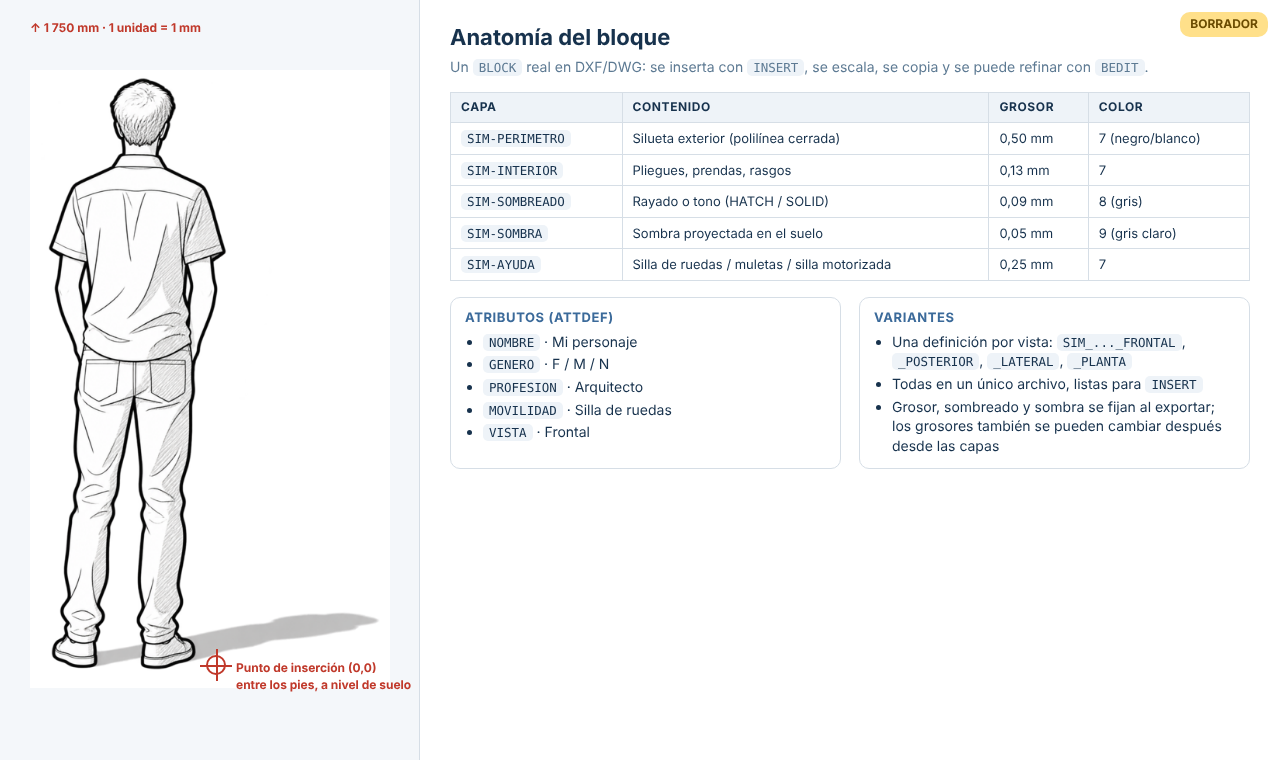 ↑ 1 750 mm · 1 unidad = 1 mm
BORRADOR
Anatomía del bloque
Un BLOCK real en DXF/DWG: se inserta con INSERT, se escala, se copia y se puede refinar con BEDIT.
CAPA CONTENIDO GROSOR COLOR
SIM-PERIMETRO Silueta exterior (polilínea cerrada) 0,50 mm 7 (negro/blanco)
SIM-INTERIOR Pliegues, prendas, rasgos 0,13 mm 7
SIM-SOMBREADO Rayado o tono (HATCH / SOLID) 0,09 mm 8 (gris)
SIM-SOMBRA Sombra proyectada en el suelo 0,05 mm 9 (gris claro)
SIM-AYUDA Silla de ruedas / muletas / silla motorizada 0,25 mm 7
ATRIBUTOS (ATTDEF)
• NOMBRE · Mi personaje
• GENERO · F / M / N
• PROFESION · Arquitecto
• MOVILIDAD · Silla de ruedas
• VISTA · Frontal
VARIANTES
• Una definición por vista: SIM_..._FRONTAL,
_POSTERIOR, _LATERAL, _PLANTA
• Todas en un único archivo, listas para INSERT
• Grosor, sombreado y sombra se fijan al exportar;
los grosores también se pueden cambiar después
desde las capas
Punto de inserción (0,0)
entre los pies, a nivel de suelo